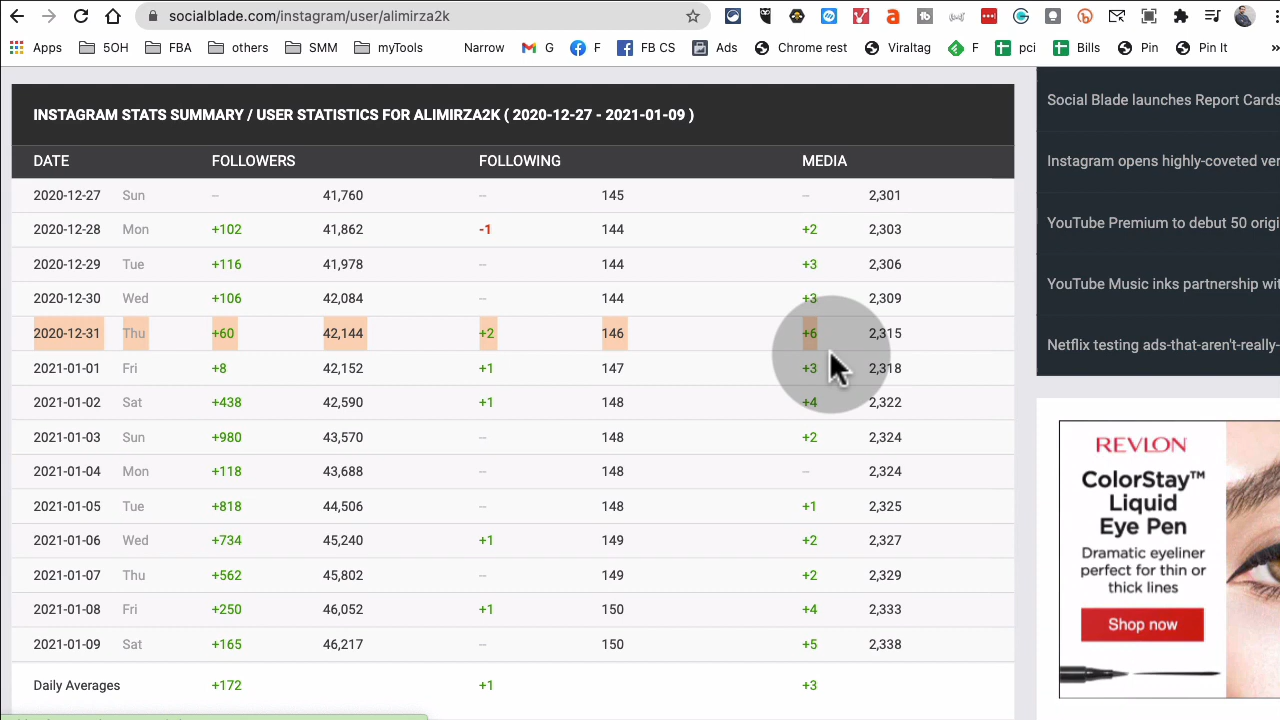 socialblade.com/instagram/user/alimirza2k
Apps 5OH FBA others SMM myTools Narrow G F FB CS Ads Chrome rest Viraltag F pci Bills Pin Pin It »
INSTAGRAM STATS SUMMARY / USER STATISTICS FOR ALIMIRZA2K ( 2020-12-27 - 2021-01-09 )
DATE FOLLOWERS FOLLOWING MEDIA
2020-12-27 Sun -- 41,760 -- 145 -- 2,301
2020-12-28 Mon +102 41,862 -1 144 +2 2,303
2020-12-29 Tue +116 41,978 -- 144 +3 2,306
2020-12-30 Wed +106 42,084 -- 144 +3 2,309
2020-12-31 Thu +60 42,144 +2 146 +6 2,315
2021-01-01 Fri +8 42,152 +1 147 +3 2,318
2021-01-02 Sat +438 42,590 +1 148 +4 2,322
2021-01-03 Sun +980 43,570 -- 148 +2 2,324
2021-01-04 Mon +118 43,688 -- 148 -- 2,324
2021-01-05 Tue +818 44,506 -- 148 +1 2,325
2021-01-06 Wed +734 45,240 +1 149 +2 2,327
2021-01-07 Thu +562 45,802 -- 149 +2 2,329
2021-01-08 Fri +250 46,052 +1 150 +4 2,333
2021-01-09 Sat +165 46,217 -- 150 +5 2,338
Daily Averages +172 +1 +3
Social Blade launches Report Cards
Instagram opens highly-coveted ver
YouTube Premium to debut 50 origi
YouTube Music inks partnership wit
Netflix testing ads-that-aren't-really-
REVLON
ColorStay™
Liquid
Eye Pen
Dramatic eyeliner
perfect for thin or
thick lines
Shop now